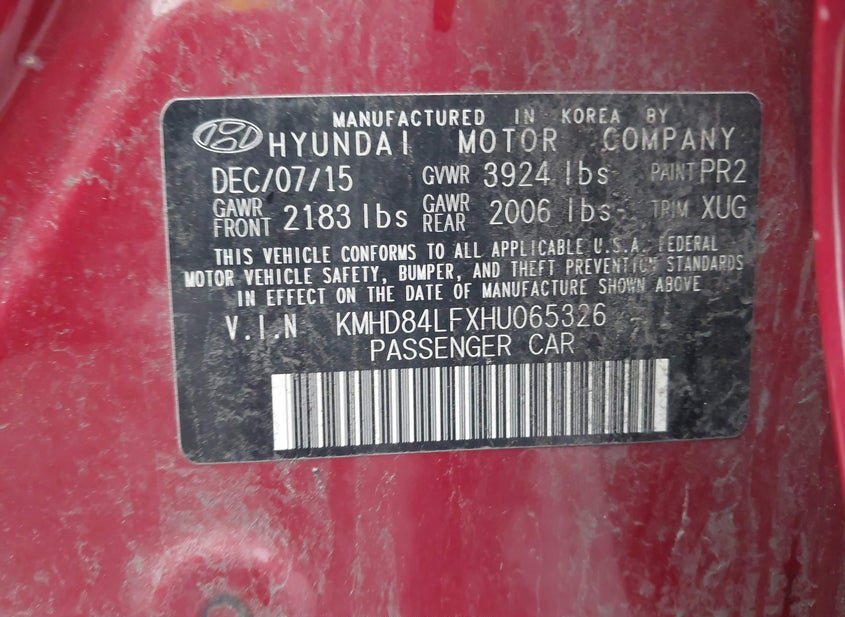 MANUFACTURED IN KOREA BY
HYUNDAI MOTOR COMPANY
DEC/07/15 GVWR 3924 lbs PAINT PR2
GAWR FRONT 2183 lbs GAWR REAR 2006 lbs TRIM XUG
THIS VEHICLE CONFORMS TO ALL APPLICABLE U.S.A. FEDERAL
MOTOR VEHICLE SAFETY, BUMPER, AND THEFT PREVENTION STANDARDS
IN EFFECT ON THE DATE OF MANUFACTURE SHOWN ABOVE
V.I.N KMHD84LFXHU065326
PASSENGER CAR